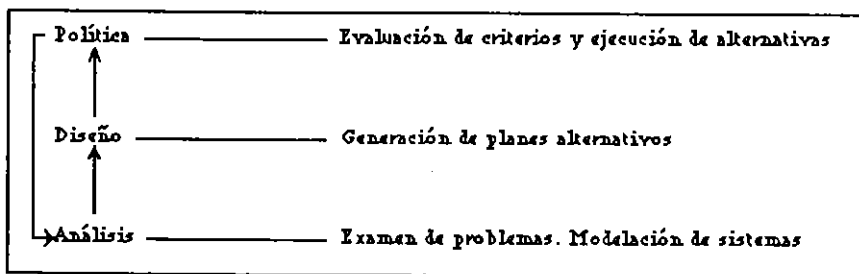 Política Evaluación de criterios y ejecución de alternativas
Diseño Generación de planes alternativos
Análisis Examen de problemas. Modelación de sistemas